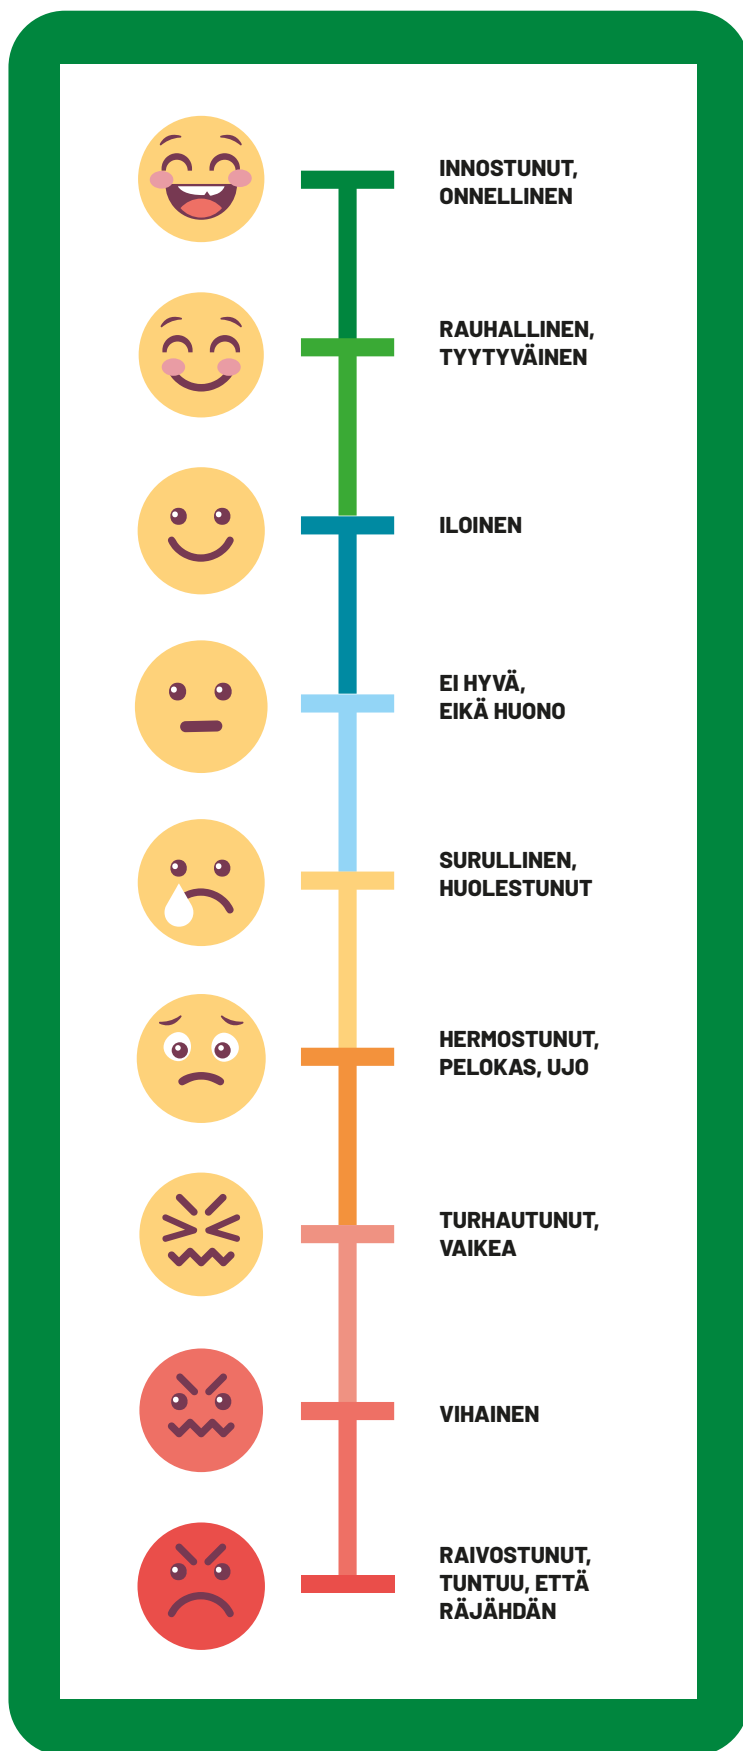 INNOSTUNUT,
ONNELLINEN
RAUHALLINEN,
TYYTYVÄINEN
ILOINEN
EI HYVÄ,
EIKÄ HUONO
SURULLINEN,
HUOLESTUNUT
HERMOSTUNUT,
PELOKAS, UJO
TURHAUTUNUT,
VAIKEA
VIHAINEN
RAIVOSTUNUT,
TUNTUU, ETTÄ
RÄJÄHDÄN